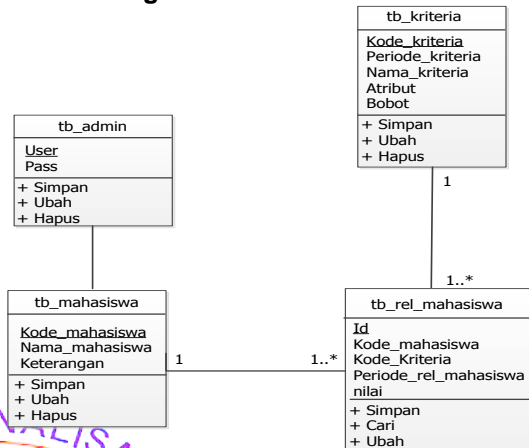 tb_kriteria
Kode_kriteria
Periode_kriteria
Nama_kriteria
Atribut
Bobot
+ Simpan
+ Ubah
+ Hapus
tb_admin
User
Pass
+ Simpan
+ Ubah
+ Hapus
1
1..*
tb_mahasiswa
Kode_mahasiswa
Nama_mahasiswa
Keterangan
+ Simpan
+ Ubah
+ Hapus
1
1..*
tb_rel_mahasiswa
Id
Kode_mahasiswa
Kode_Kriteria
Periode_rel_mahasiswa
nilai
+ Simpan
+ Cari
+ Ubah